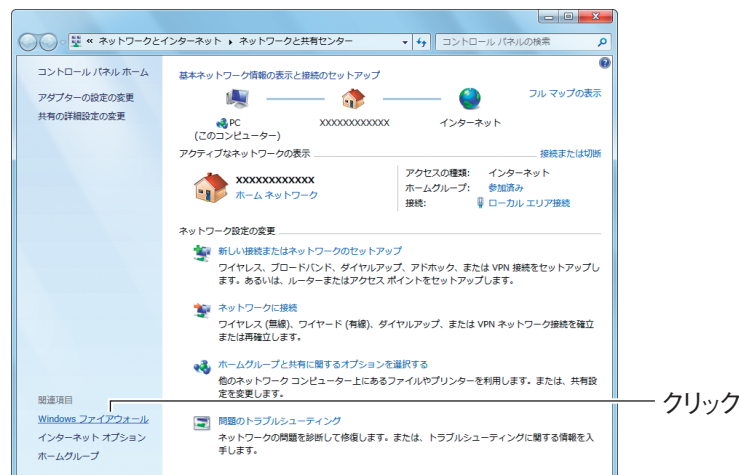 « ネットワークとインターネット ▸ ネットワークと共有センター
コントロール パネルの検索
コントロール パネル ホーム
アダプターの設定の変更
共有の詳細設定の変更
基本ネットワーク情報の表示と接続のセットアップ
フル マップの表示
PC
(このコンピューター)
XXXXXXXXXXXX
インターネット
アクティブなネットワークの表示
接続または切断
XXXXXXXXXXXX
ホーム ネットワーク
アクセスの種類: インターネット
ホームグループ: 参加済み
接続: ローカル エリア接続
ネットワーク設定の変更
新しい接続またはネットワークのセットアップ
ワイヤレス、ブロードバンド、ダイヤルアップ、アドホック、または VPN 接続をセットアップし
ます。あるいは、ルーターまたはアクセス ポイントをセットアップします。
ネットワークに接続
ワイヤレス (無線)、ワイヤード (有線)、ダイヤルアップ、または VPN ネットワーク接続を確立
または再確立します。
ホームグループと共有に関するオプションを選択する
他のネットワーク コンピューター上にあるファイルやプリンターを利用します。または、共有設
定を変更します。
問題のトラブルシューティング
ネットワークの問題を診断して修復します。または、トラブルシューティングに関する情報を入
手します。
関連項目
Windows ファイアウォール
インターネット オプション
ホームグループ
クリック